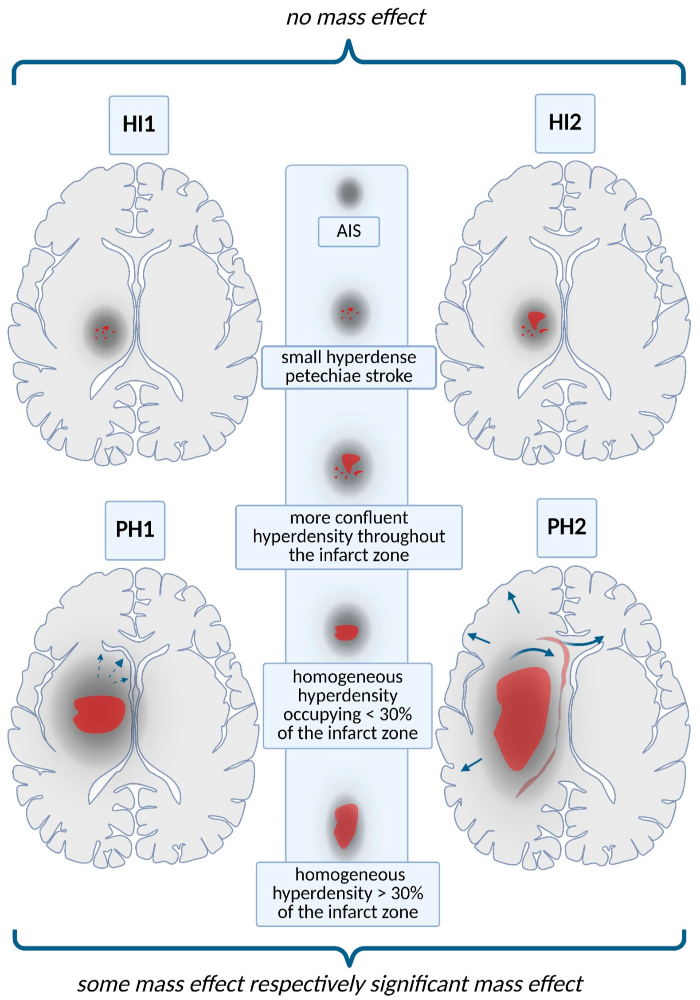 no mass effect
HI1
HI2
AIS
small hyperdense
petechiae stroke
more confluent
hyperdensity throughout
the infarct zone
PH1
PH2
homogeneous
hyperdensity
occupying < 30%
of the infarct zone
homogeneous
hyperdensity > 30%
of the infarct zone
some mass effect respectively significant mass effect